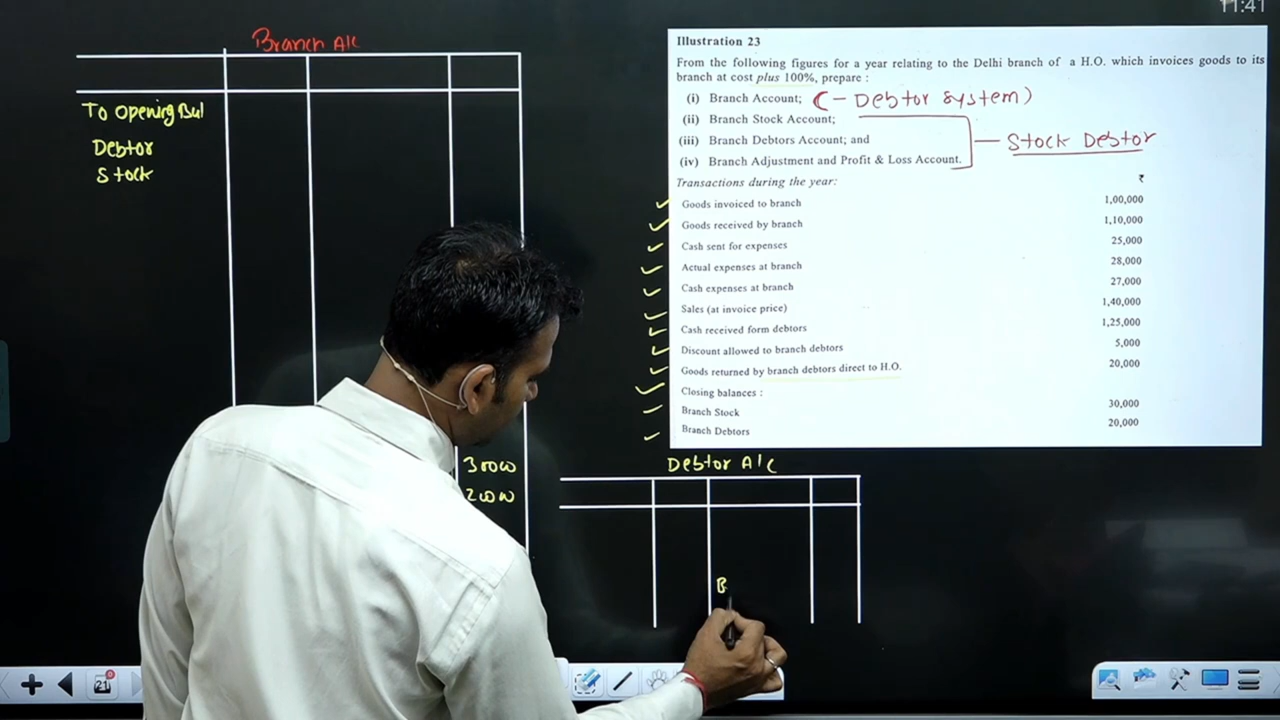 11:41
Branch A/c
To Opening Bal
Debtor
Stock
30000
20000
Illustration 23
From the following figures for a year relating to the Delhi branch of a H.O. which invoices goods to its
branch at cost plus 100%, prepare :
(i) Branch Account; (- Debtor System)
(ii) Branch Stock Account;
(iii) Branch Debtors Account; and
— Stock Debtor
(iv) Branch Adjustment and Profit & Loss Account.
Transactions during the year: ₹
Goods invoiced to branch 1,00,000
Goods received by branch 1,10,000
Cash sent for expenses 25,000
Actual expenses at branch 28,000
Cash expenses at branch 27,000
Sales (at invoice price) 1,40,000
Cash received form debtors 1,25,000
Discount allowed to branch debtors 5,000
Goods returned by branch debtors direct to H.O. 20,000
Closing balances :
Branch Stock 30,000
Branch Debtors 20,000
Debtor A/c
B
21